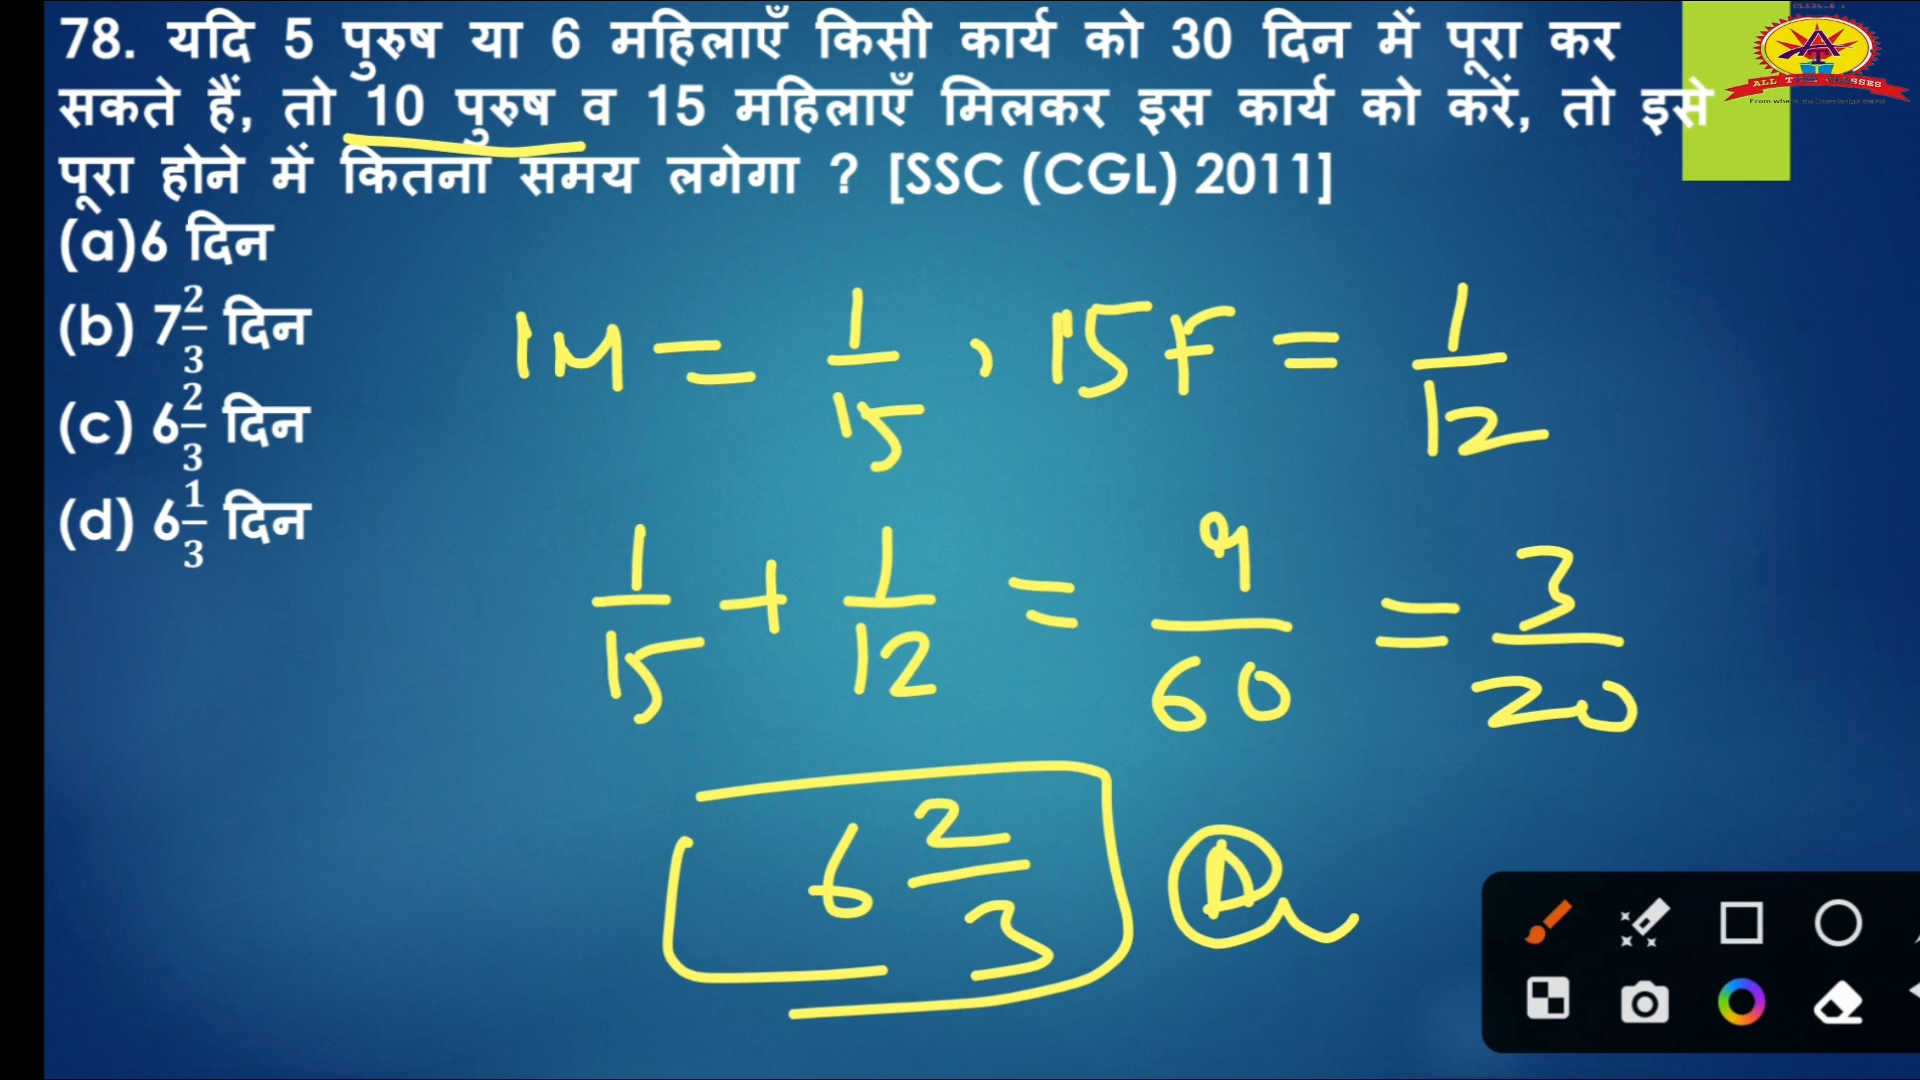 78. यदि 5 पुरुष या 6 महिलाएँ किसी कार्य को 30 दिन में पूरा कर
सकते हैं, तो 10 पुरुष व 15 महिलाएँ मिलकर इस कार्य को करें, तो इसे
पूरा होने में कितना समय लगेगा ? [SSC (CGL) 2011]
(a)6 दिन
(b) 7 2/3 दिन
(c) 6 2/3 दिन
(d) 6 1/3 दिन
1M = 1/15 , 15F = 1/12
1/15 + 1/12 = 9/60 = 3/20
6 2/3